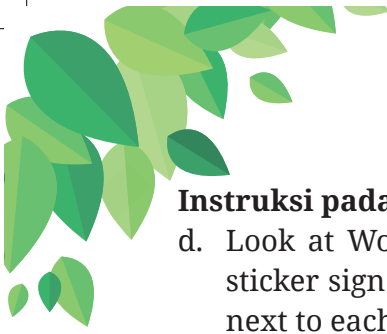 Instruksi pada
d. Look at Wo
sticker sign
next to each